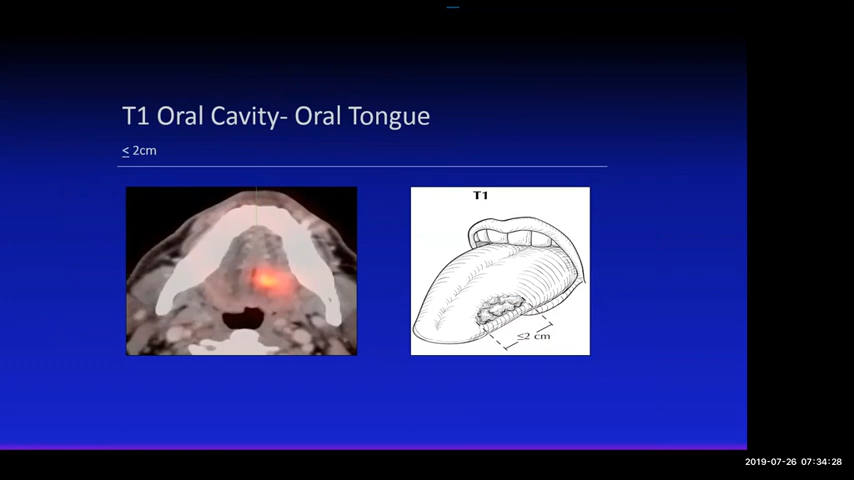 T1 Oral Cavity- Oral Tongue
≤ 2cm
T1
≤2 cm
2019-07-26 07:34:28